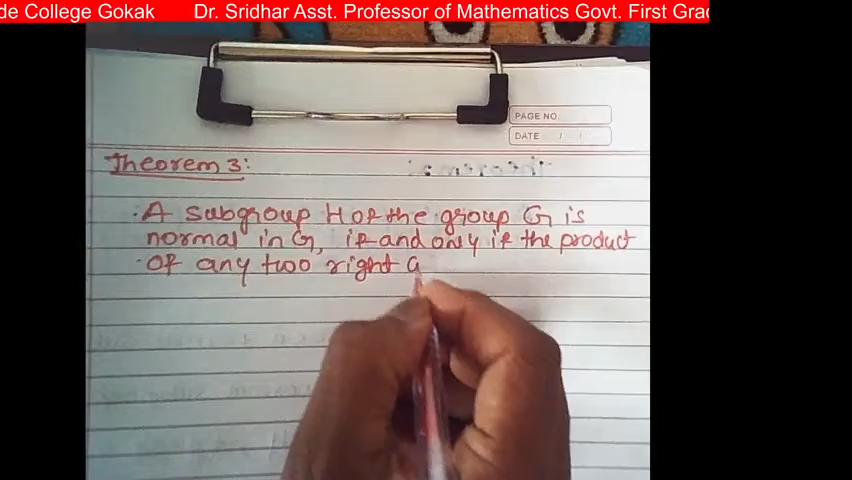 de College Gokak Dr. Sridhar Asst. Professor of Mathematics Govt. First Grad
PAGE NO.
DATE / /
Theorem 3:
A subgroup H of the group G is
normal in G, if and only if the product
of any two right c